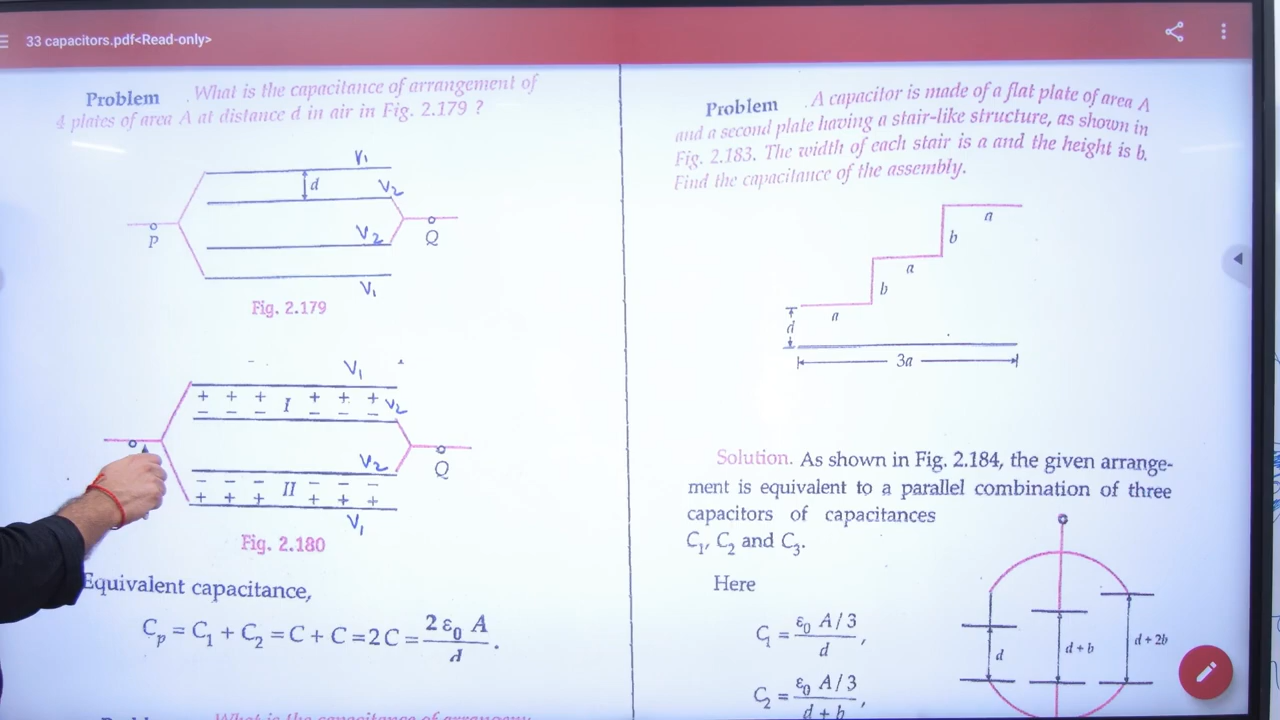 33 capacitors.pdf<Read-only>
Problem . What is the capacitance of arrangement of
4 plates of area A at distance d in air in Fig. 2.179 ?
V₁
d
V₂
P
V₂
Q
V₁
Fig. 2.179
V₁
+ + + I + + + V₂
− − − − − −
V₂
Q
− − − II − − −
+ + + + + +
V₁
Fig. 2.180
Equivalent capacitance,
Cₚ = C₁ + C₂ = C + C = 2C = 2 ε₀ A / d .
Problem . A capacitor is made of a flat plate of area A
and a second plate having a stair-like structure, as shown in
Fig. 2.183. The width of each stair is a and the height is b.
Find the capacitance of the assembly.
a
b
a
b
a
d
3a
Solution. As shown in Fig. 2.184, the given arrange-
ment is equivalent to a parallel combination of three
capacitors of capacitances
C₁, C₂ and C₃.
Here
C₁ = ε₀ A/3 / d ,
C₂ = ε₀ A/3 / d + b ,
d
d + b
d + 2b